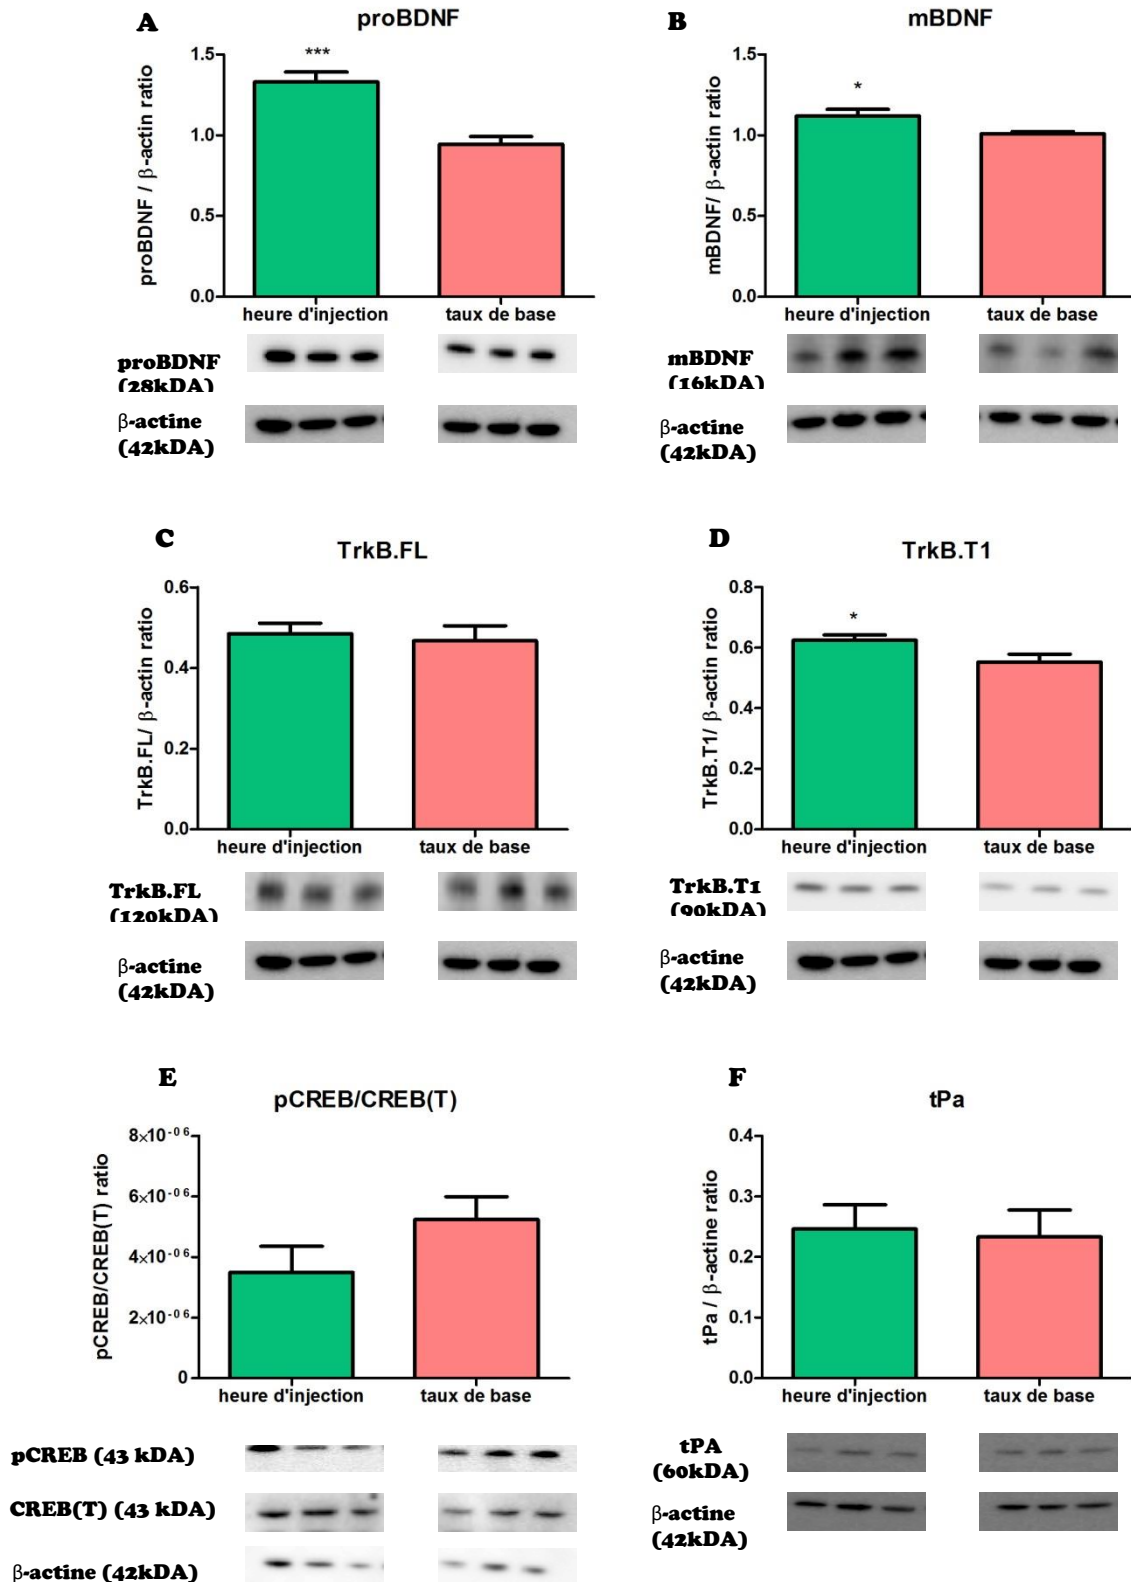 A
proBDNF
***
proBDNF / β-actin ratio
1.5
1.0
0.5
0.0
heure d'injection
taux de base
proBDNF
(28kDA)
β-actine
(42kDA)
B
mBDNF
*
mBDNF/ β-actin ratio
1.5
1.0
0.5
0.0
heure d'injection
taux de base
mBDNF
(16kDA)
β-actine
(42kDA)
C
TrkB.FL
TrkB.FL/ β-actin ratio
0.6
0.4
0.2
0.0
heure d'injection
taux de base
TrkB.FL
(120kDA)
β-actine
(42kDA)
D
TrkB.T1
*
TrkB.T1/ β-actin ratio
0.8
0.6
0.4
0.2
0.0
heure d'injection
taux de base
TrkB.T1
(90kDA)
β-actine
(42kDA)
E
pCREB/CREB(T)
pCREB/CREB(T) ratio
8×10⁻⁰⁶
6×10⁻⁰⁶
4×10⁻⁰⁶
2×10⁻⁰⁶
0
heure d'injection
taux de base
pCREB (43 kDA)
CREB(T) (43 kDA)
β-actine (42kDA)
F
tPa
tPa / β-actine ratio
0.4
0.3
0.2
0.1
0.0
heure d'injection
taux de base
tPA
(60kDA)
β-actine
(42kDA)